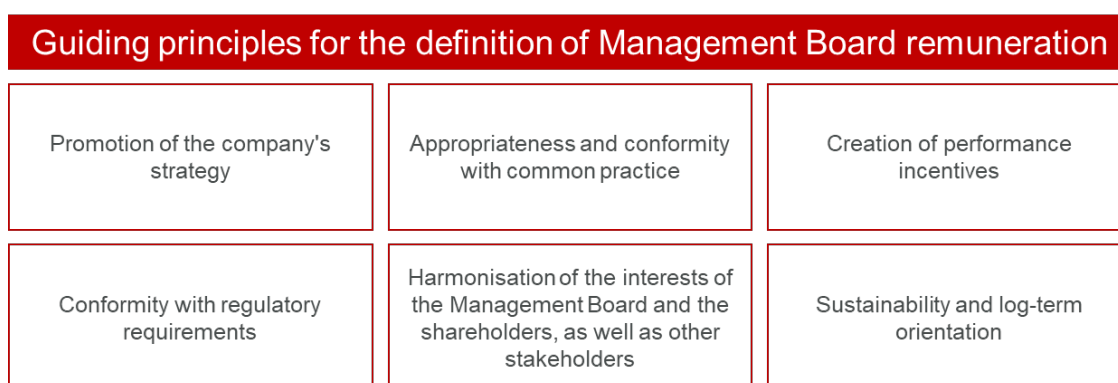 Guiding principles for the definition of Management Board remuneration
Promotion of the company's
strategy
Appropriateness and conformity
with common practice
Creation of performance
incentives
Conformity with regulatory
requirements
Harmonisation of the interests of
the Management Board and the
shareholders, as well as other
stakeholders
Sustainability and log-term
orientation